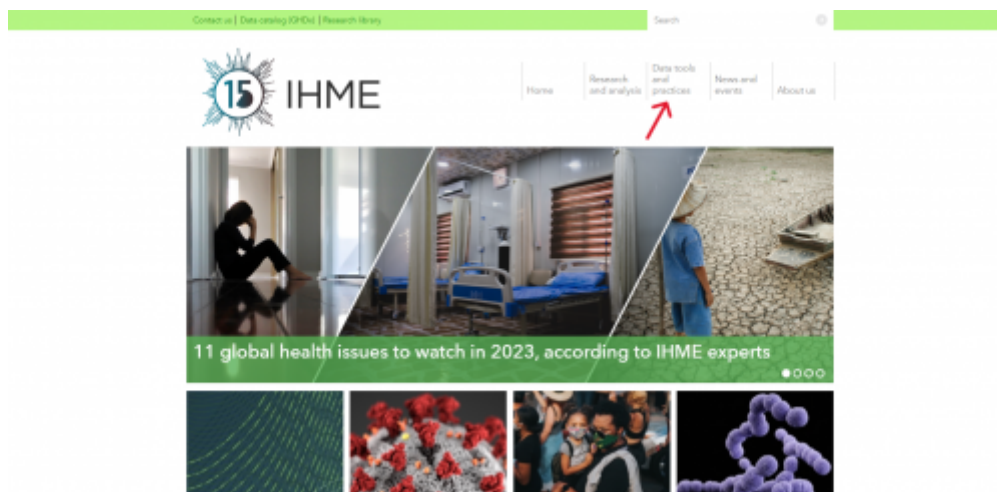 Contact us | Data catalog (GHDx) | Research library
Search
15 IHME
Home
Research and analysis
Data tools and practices
News and events
About us
11 global health issues to watch in 2023, according to IHME experts